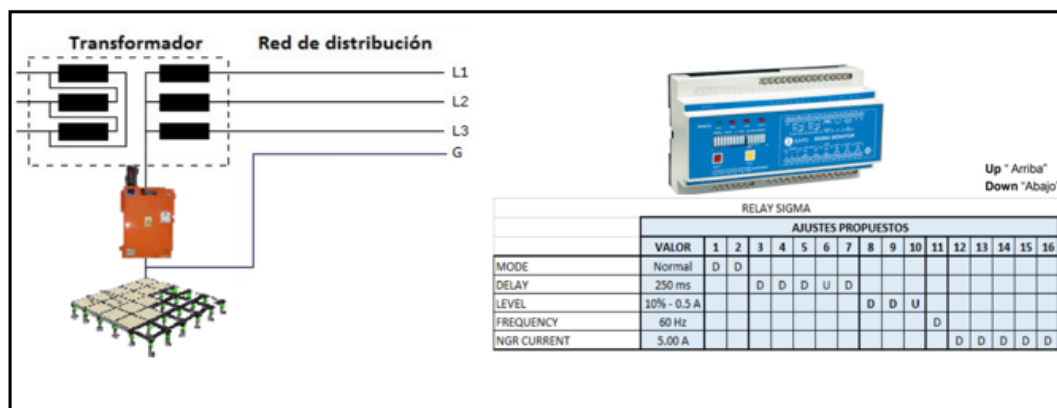 Transformador
Red de distribución
L1
L2
L3
G
Up “ Arriba”
Down “Abajo”
RELAY SIGMA
AJUSTES PROPUESTOS
VALOR 1 2 3 4 5 6 7 8 9 10 11 12 13 14 15 16
MODE Normal D D
DELAY 250 ms D D D U D
LEVEL 10% - 0.5 A D D U
FREQUENCY 60 Hz D
NGR CURRENT 5.00 A D D D D D